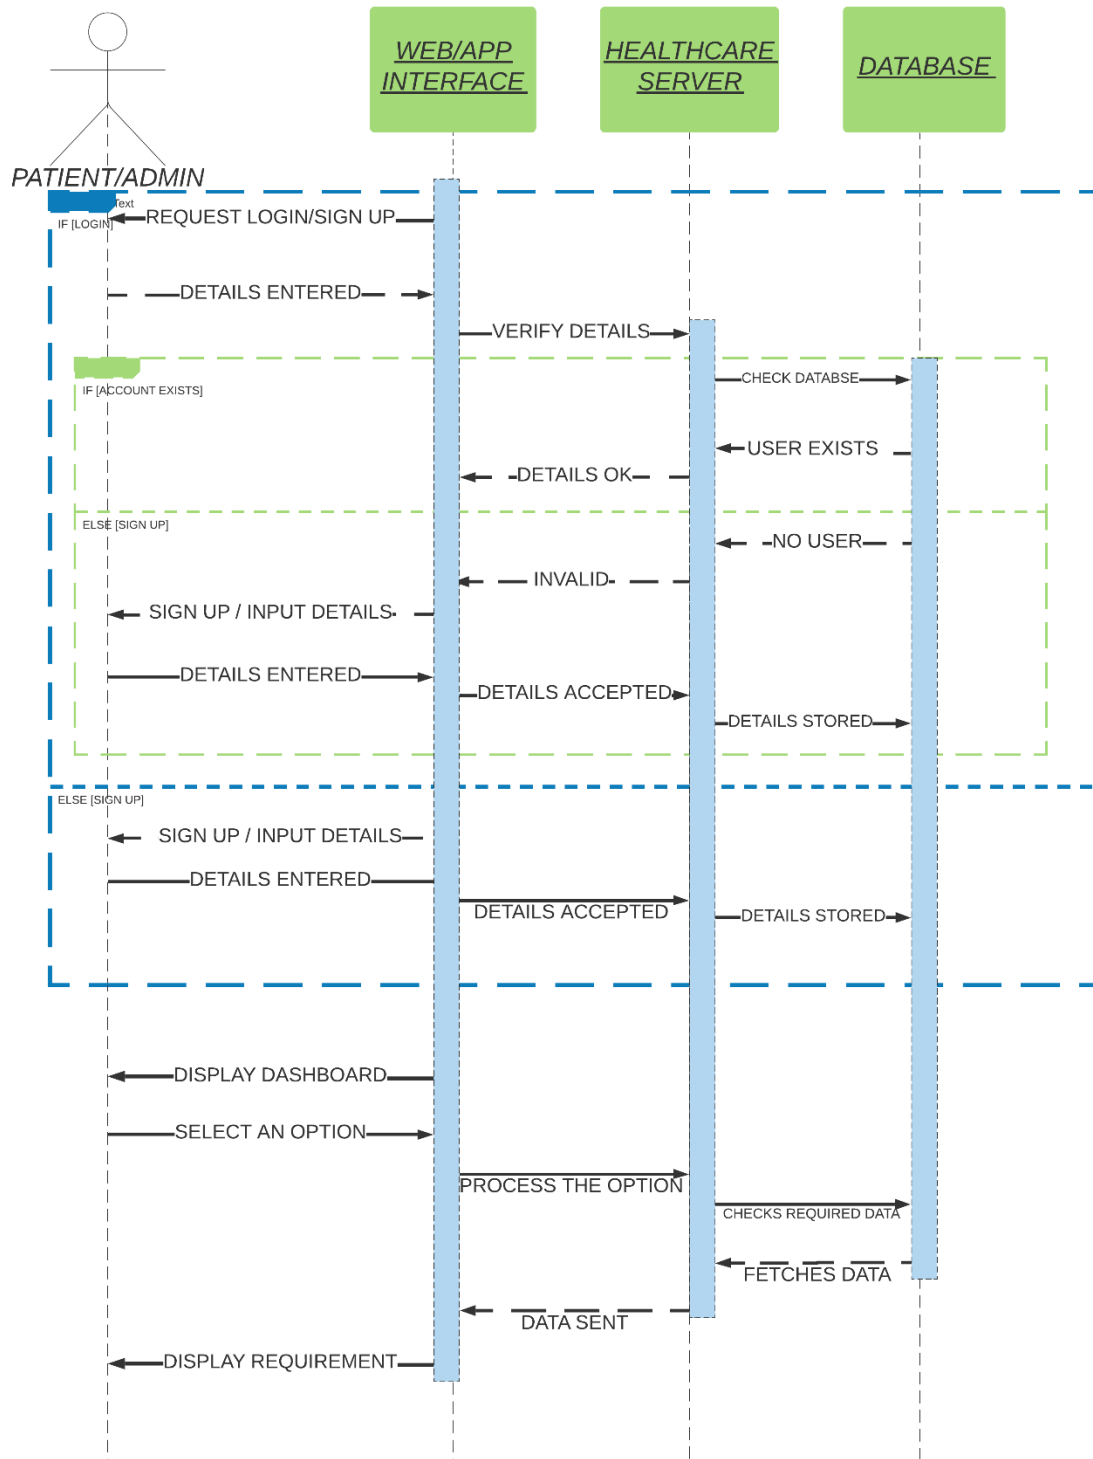 WEB/APP
INTERFACE
HEALTHCARE
SERVER
DATABASE
PATIENT/ADMIN
Text
IF [LOGIN]
REQUEST LOGIN/SIGN UP
DETAILS ENTERED
VERIFY DETAILS
IF [ACCOUNT EXISTS]
CHECK DATABSE
USER EXISTS
DETAILS OK
ELSE [SIGN UP]
NO USER
INVALID
SIGN UP / INPUT DETAILS
DETAILS ENTERED
DETAILS ACCEPTED
DETAILS STORED
ELSE [SIGN UP]
SIGN UP / INPUT DETAILS
DETAILS ENTERED
DETAILS ACCEPTED
DETAILS STORED
DISPLAY DASHBOARD
SELECT AN OPTION
PROCESS THE OPTION
CHECKS REQUIRED DATA
FETCHES DATA
DATA SENT
DISPLAY REQUIREMENT